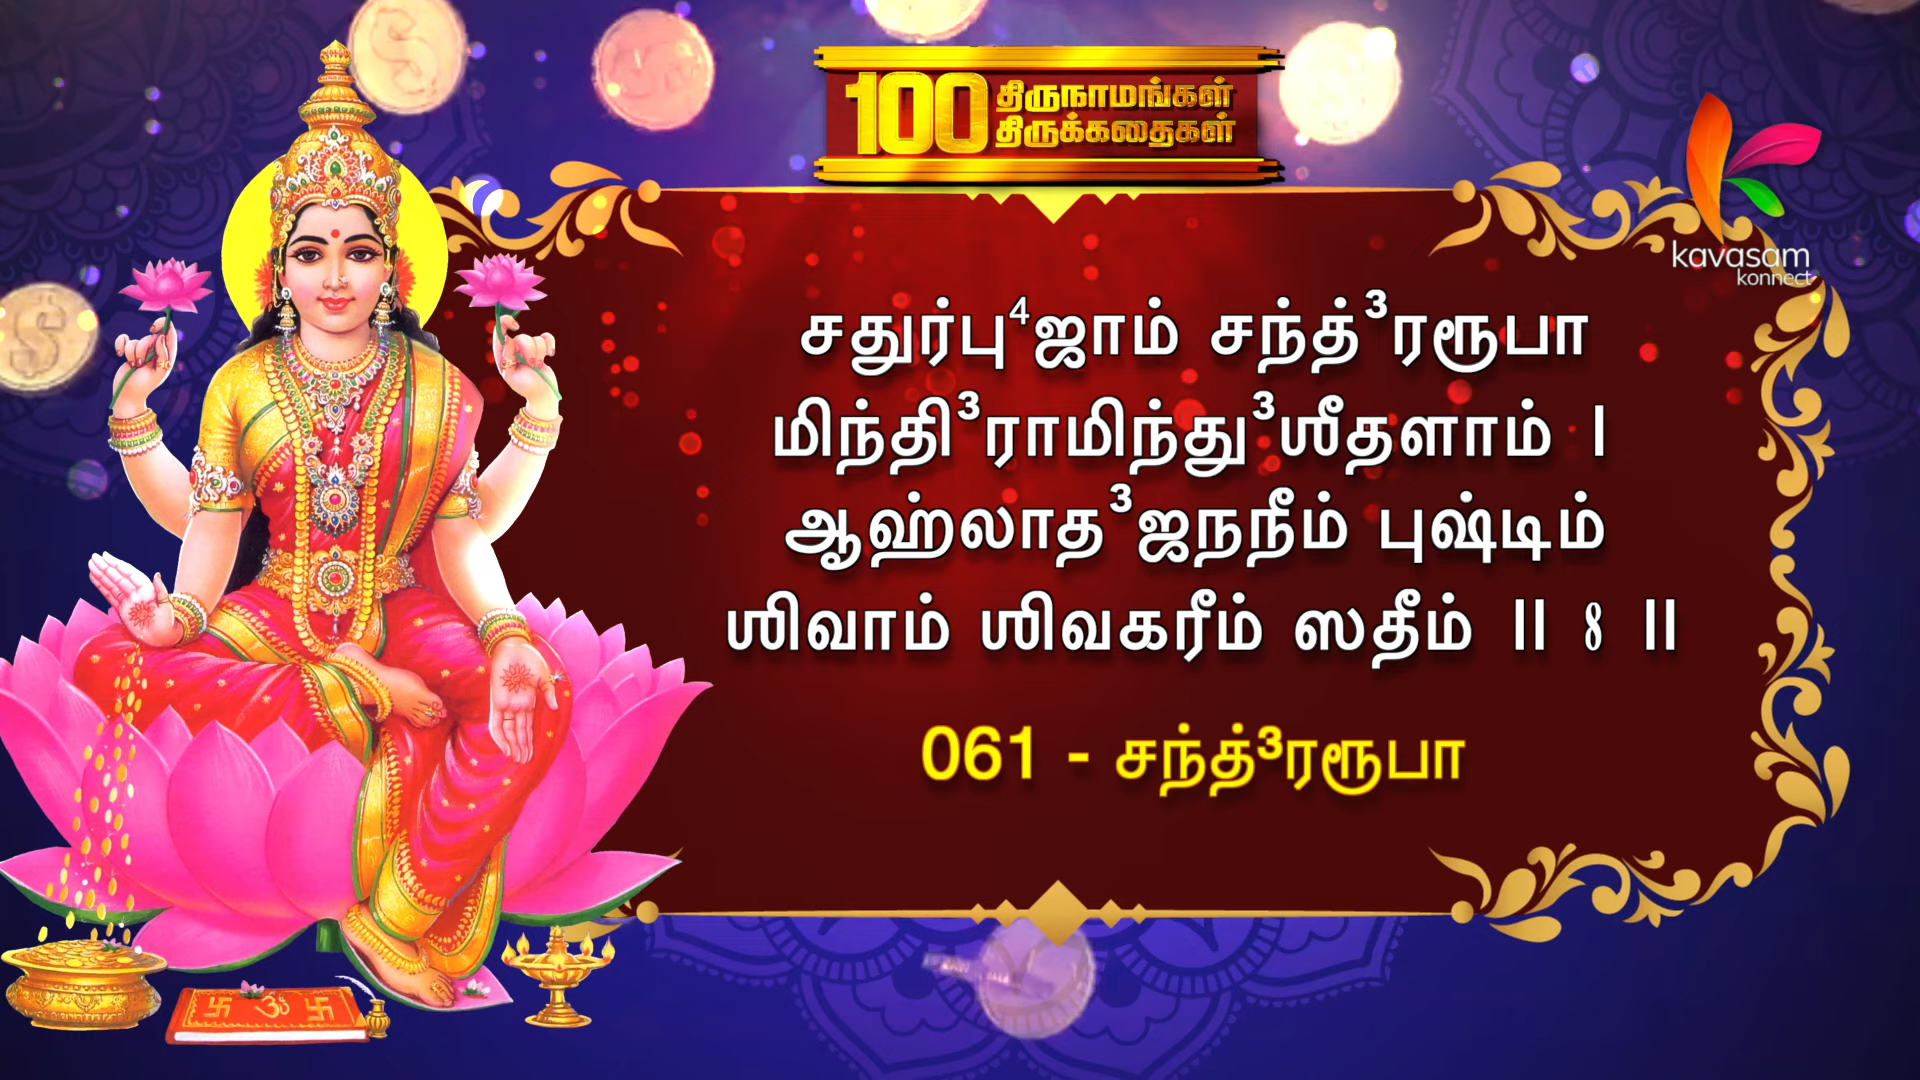 100 திருநாமங்கள்
திருக்கதைகள்
kavasam
konnect
சதுர்பு⁴ஜாம் சந்த்³ரரூபா
மிந்தி³ராமிந்து³ஶீதளாம் |
ஆஹ்லாத³ஜநநீம் புஷ்டிம்
ஶிவாம் ஶிவகரீம் ஸதீம் || 8 ||
061 - சந்த்³ரரூபா